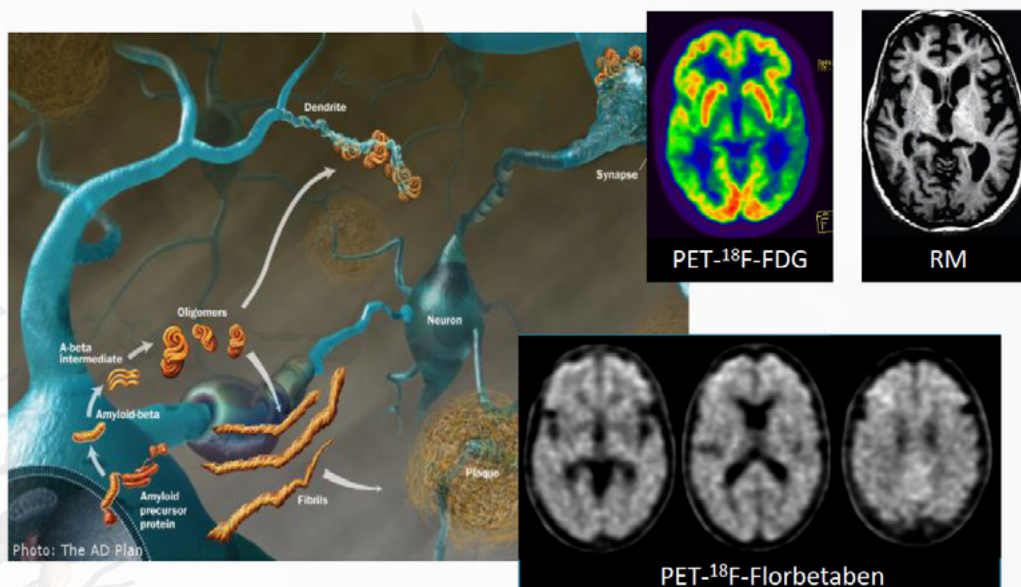 Dendrite
Synapse
Oligomers
A-beta
intermediate
Neuron
Amyloid-beta
Plaque
Amyloid
precursor
protein
Fibrils
Photo: The AD Plan
PET-¹⁸F-FDG
RM
PET-¹⁸F-Florbetaben